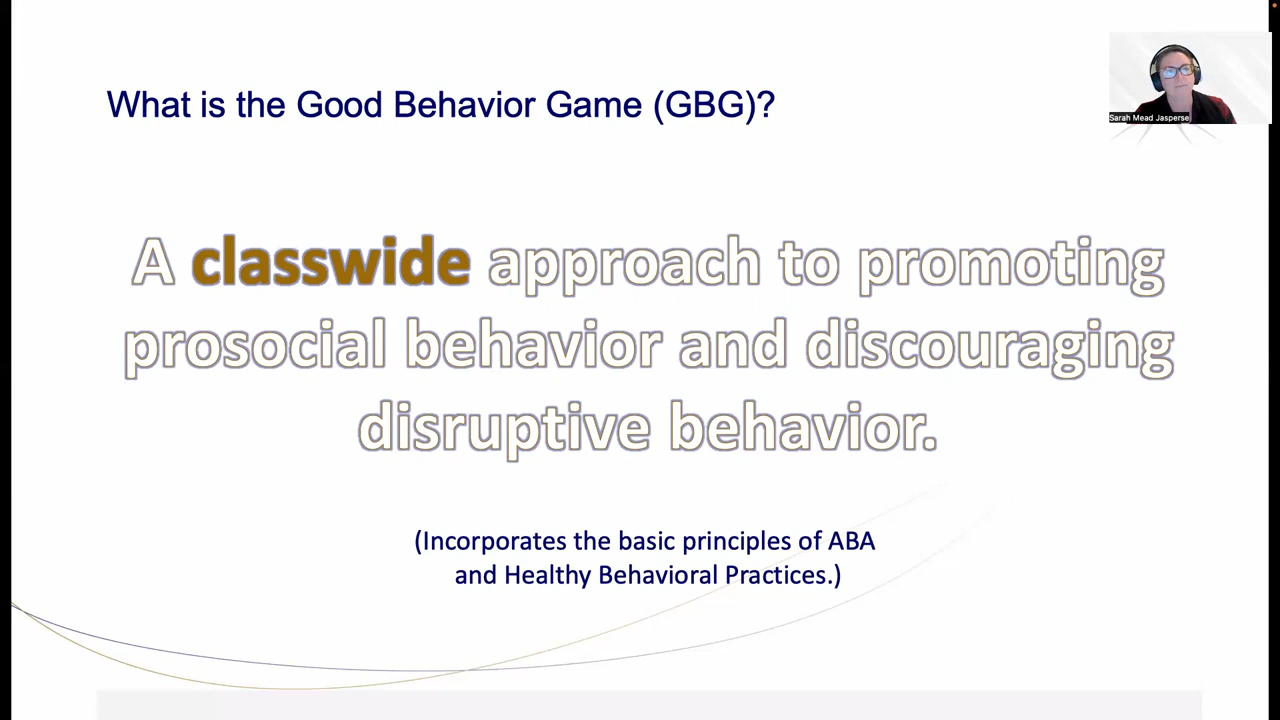 What is the Good Behavior Game (GBG)?
Sarah Mead Jasperse
A classwide approach to promoting
prosocial behavior and discouraging
disruptive behavior.
(Incorporates the basic principles of ABA
and Healthy Behavioral Practices.)